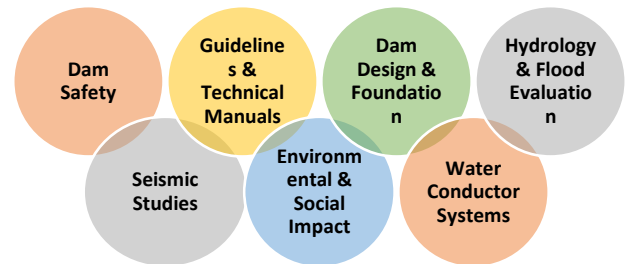 Dam
Safety
Guideline
s &
Technical
Manuals
Dam
Design &
Foundatio
n
Hydrology
& Flood
Evaluatio
n
Seismic
Studies
Environm
ental &
Social
Impact
Water
Conductor
Systems